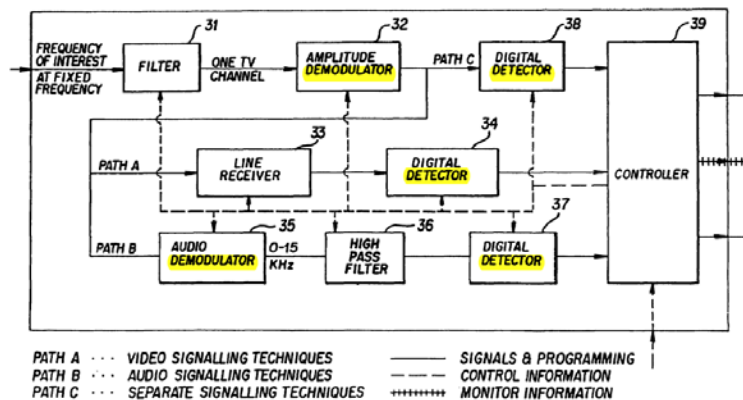 31
32
38
39
FREQUENCY
OF INTEREST
AT FIXED
FREQUENCY
FILTER
ONE TV
CHANNEL
AMPLITUDE
DEMODULATOR
PATH C
DIGITAL
DETECTOR
CONTROLLER
33
34
PATH A
LINE
RECEIVER
DIGITAL
DETECTOR
35
36
37
PATH B
AUDIO
DEMODULATOR
0-15
KHz
HIGH
PASS
FILTER
DIGITAL
DETECTOR
PATH A · · · VIDEO SIGNALLING TECHNIQUES
PATH B · · · AUDIO SIGNALLING TECHNIQUES
PATH C · · · SEPARATE SIGNALLING TECHNIQUES
SIGNALS & PROGRAMMING
CONTROL INFORMATION
MONITOR INFORMATION